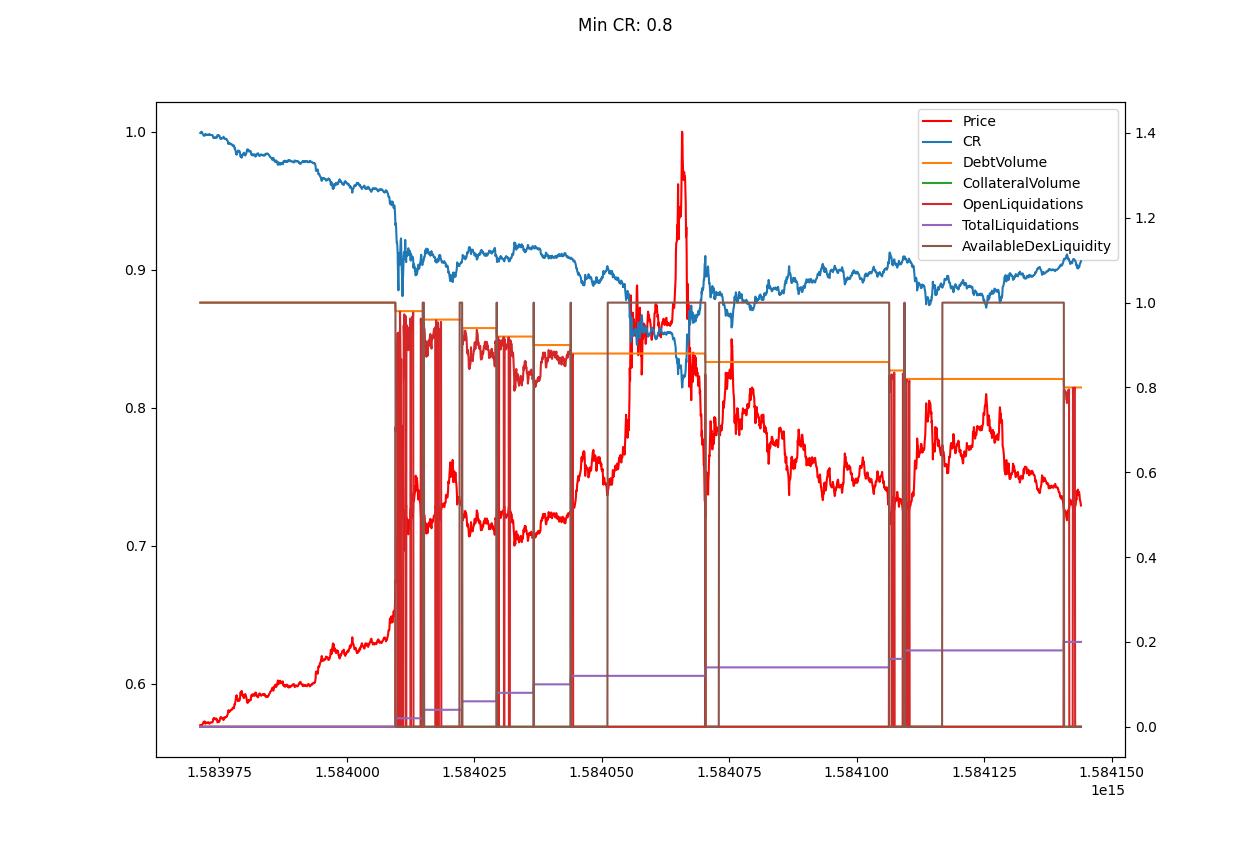 Min CR: 0.8
1.0
0.9
0.8
0.7
0.6
1.4
1.2
1.0
0.8
0.6
0.4
0.2
0.0
Price
CR
DebtVolume
CollateralVolume
OpenLiquidations
TotalLiquidations
AvailableDexLiquidity
1.583975 1.584000 1.584025 1.584050 1.584075 1.584100 1.584125 1.584150
1e15